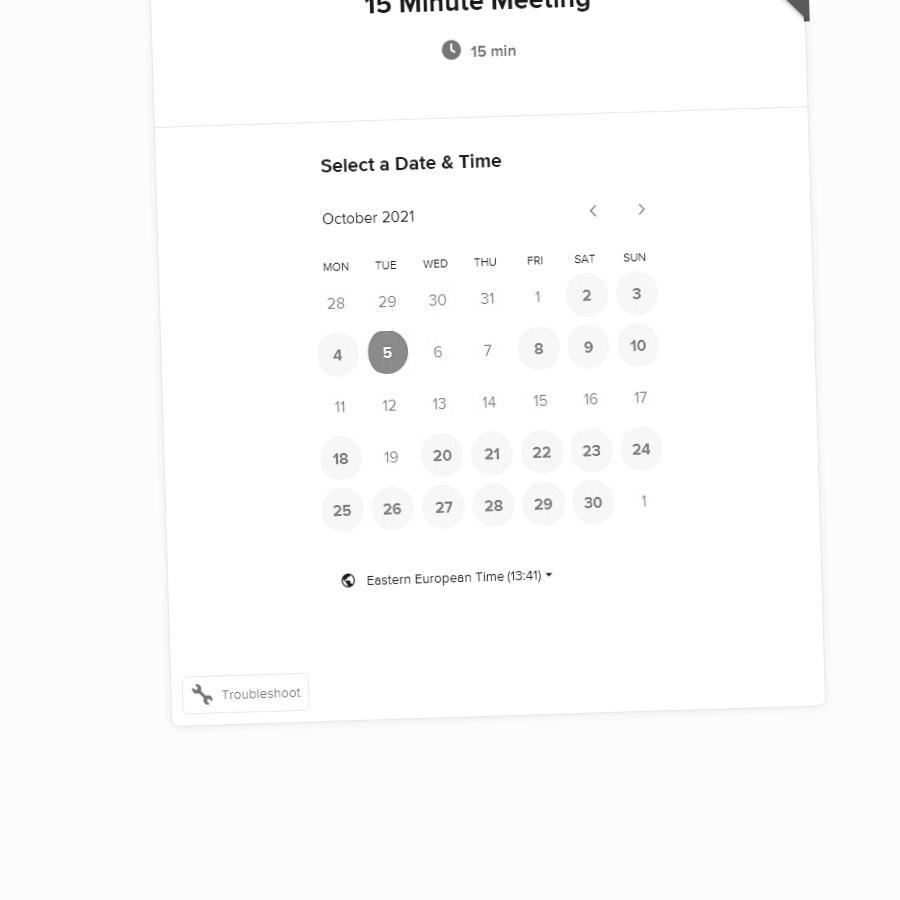 15 Minute Meeting
15 min
Select a Date & Time
October 2021
MON TUE WED THU FRI SAT SUN
28 29 30 31 1 2 3
4 5 6 7 8 9 10
11 12 13 14 15 16 17
18 19 20 21 22 23 24
25 26 27 28 29 30 1
Eastern European Time (13:41)
Troubleshoot